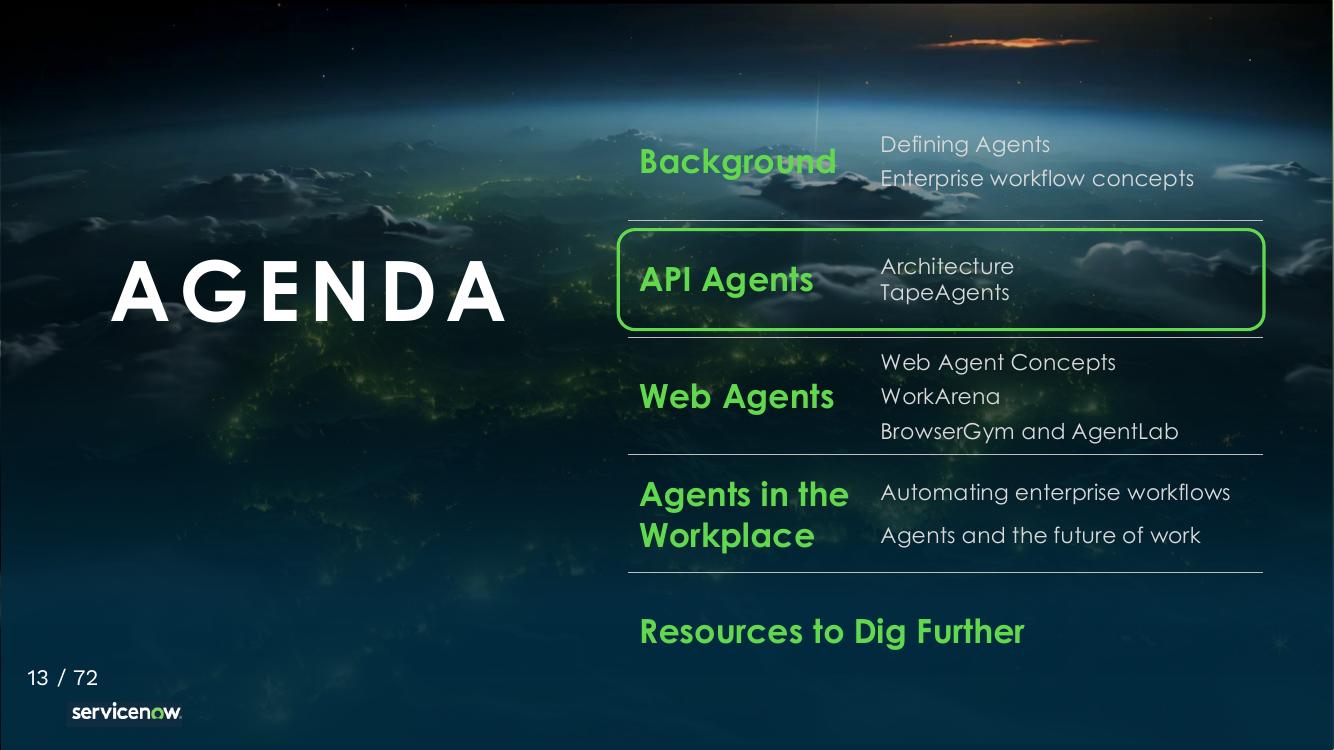 AGENDA
Background
Defining Agents
Enterprise workflow concepts
API Agents
Architecture
TapeAgents
Web Agents
Web Agent Concepts
WorkArena
BrowserGym and AgentLab
Agents in the
Workplace
Automating enterprise workflows
Agents and the future of work
Resources to Dig Further
13 / 72
servicenow